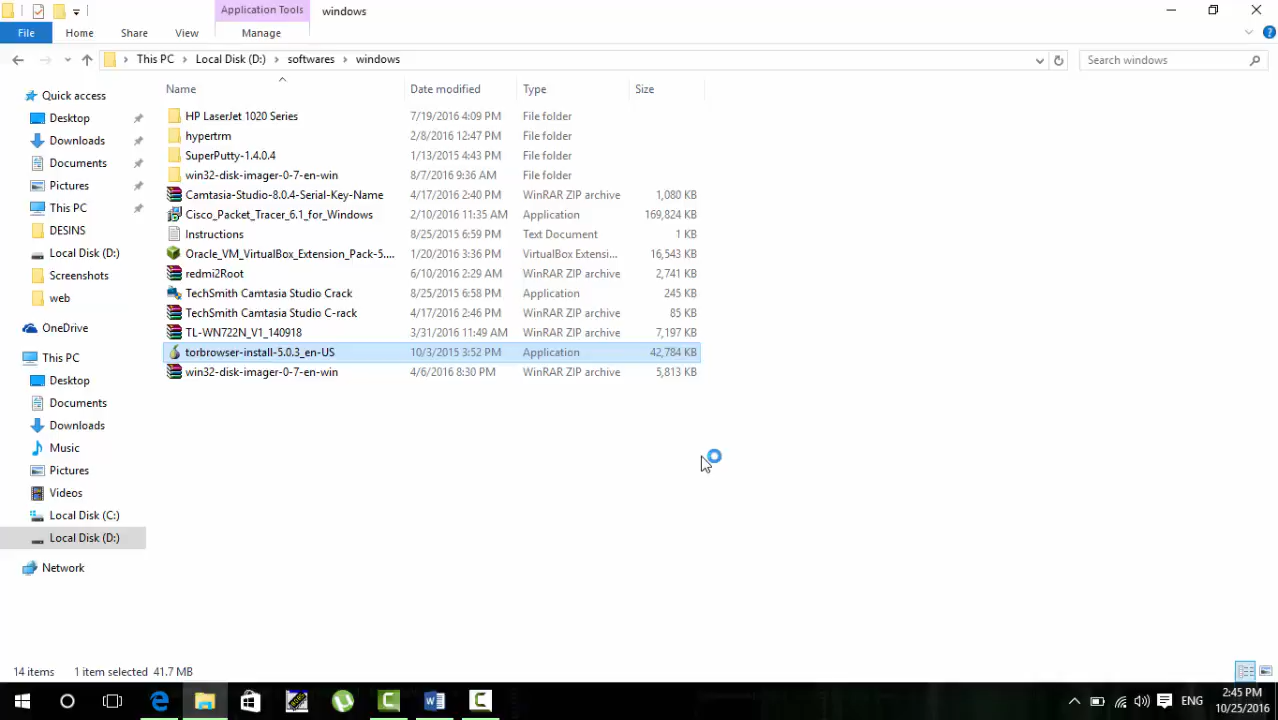 Application Tools windows
File Home Share View Manage
This PC Local Disk (D:) softwares windows Search windows
Name Date modified Type Size
Quick access
Desktop
Downloads
Documents
Pictures
This PC
DESINS
Local Disk (D:)
Screenshots
web
OneDrive
This PC
Desktop
Documents
Downloads
Music
Pictures
Videos
Local Disk (C:)
Local Disk (D:)
Network
HP LaserJet 1020 Series 7/19/2016 4:09 PM File folder
hypertrm 2/8/2016 12:47 PM File folder
SuperPutty-1.4.0.4 1/13/2015 4:43 PM File folder
win32-disk-imager-0-7-en-win 8/7/2016 9:36 AM File folder
Camtasia-Studio-8.0.4-Serial-Key-Name 4/17/2016 2:40 PM WinRAR ZIP archive 1,080 KB
Cisco_Packet_Tracer_6.1_for_Windows 2/10/2016 11:35 AM Application 169,824 KB
Instructions 8/25/2015 6:59 PM Text Document 1 KB
Oracle_VM_VirtualBox_Extension_Pack-5.... 1/20/2016 3:36 PM VirtualBox Extensi... 16,543 KB
redmi2Root 6/10/2016 2:29 AM WinRAR ZIP archive 2,741 KB
TechSmith Camtasia Studio Crack 8/25/2015 6:58 PM Application 245 KB
TechSmith Camtasia Studio C-rack 4/17/2016 2:46 PM WinRAR ZIP archive 85 KB
TL-WN722N_V1_140918 3/31/2016 11:49 AM WinRAR ZIP archive 7,197 KB
torbrowser-install-5.0.3_en-US 10/3/2015 3:52 PM Application 42,784 KB
win32-disk-imager-0-7-en-win 4/6/2016 8:30 PM WinRAR ZIP archive 5,813 KB
14 items 1 item selected 41.7 MB
ENG 2:45 PM
10/25/2016